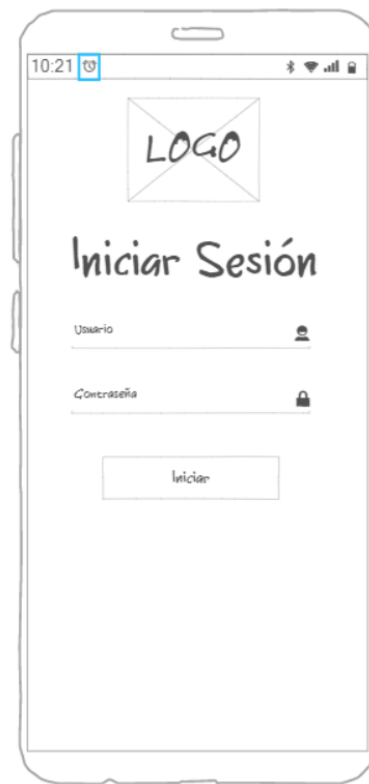 10:21
LOGO
Iniciar Sesión
Usuario
Contraseña
Iniciar